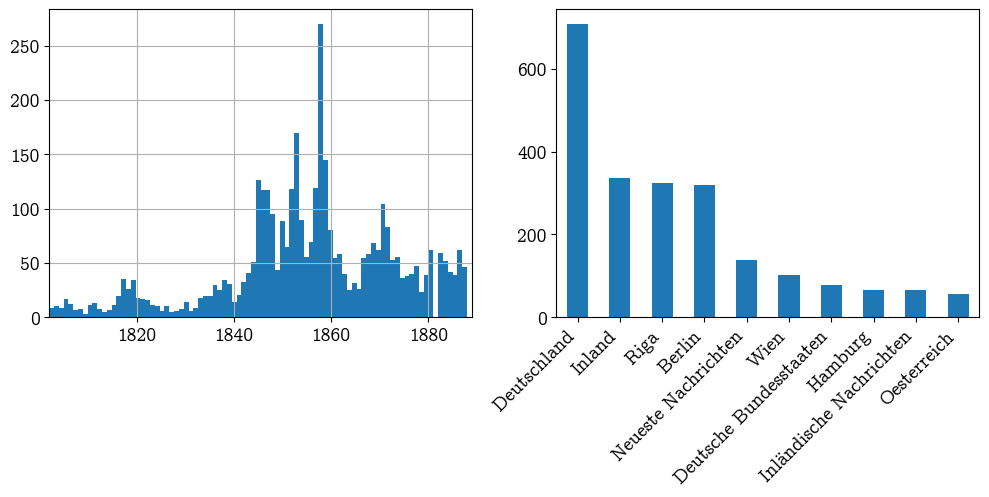 250
200
150
100
50
0
1820 1840 1860 1880
600
400
200
0
Deutschland
Inland
Riga
Berlin
Neueste Nachrichten
Wien
Deutsche Bundesstaaten
Hamburg
Inländische Nachrichten
Oesterreich